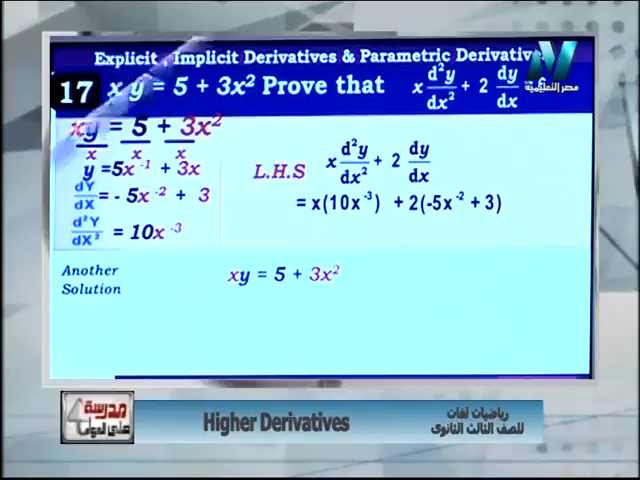 Explicit , Implicit Derivatives & Parametric Derivative
17 x y = 5 + 3x² Prove that x d²y/dx² + 2 dy/dx = 6
مصر التعليمية
xy = 5 + 3x²
x x x
y = 5x⁻¹ + 3x
dY/dX = - 5x⁻² + 3
d²Y/dX² = 10x⁻³
L.H.S x d²y/dx² + 2 dy/dx
= x(10x⁻³) + 2(-5x⁻² + 3)
Another
Solution
xy = 5 + 3x²
مدرسة
على الهواء
Higher Derivatives
رياضيات لغات
للصف الثالث الثانوى